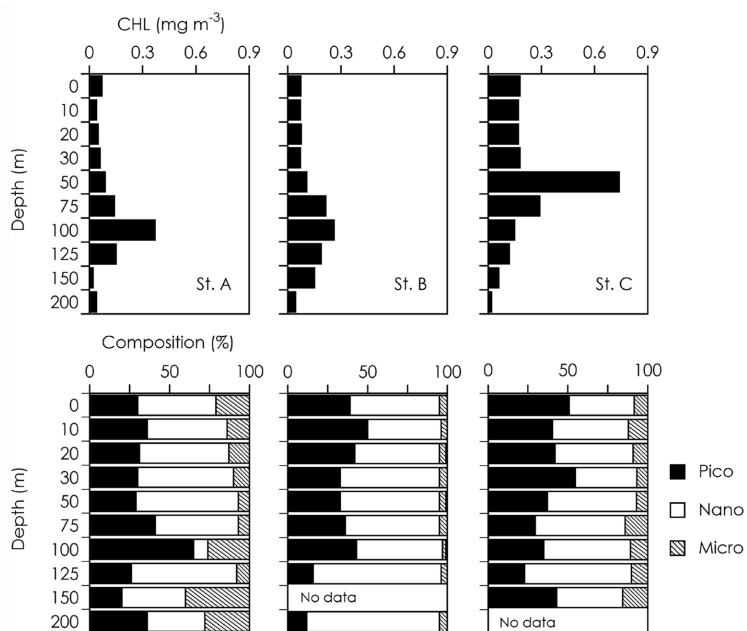 CHL (mg m-3)
0 0.3 0.6 0.9 0 0.3 0.6 0.9 0 0.3 0.6 0.9
Depth (m)
0
10
20
30
50
75
100
125
150
200
St. A
St. B
St. C
Composition (%)
0 50 100 0 50 100 0 50 100
Depth (m)
0
10
20
30
50
75
100
125
150
200
No data
No data
Pico
Nano
Micro